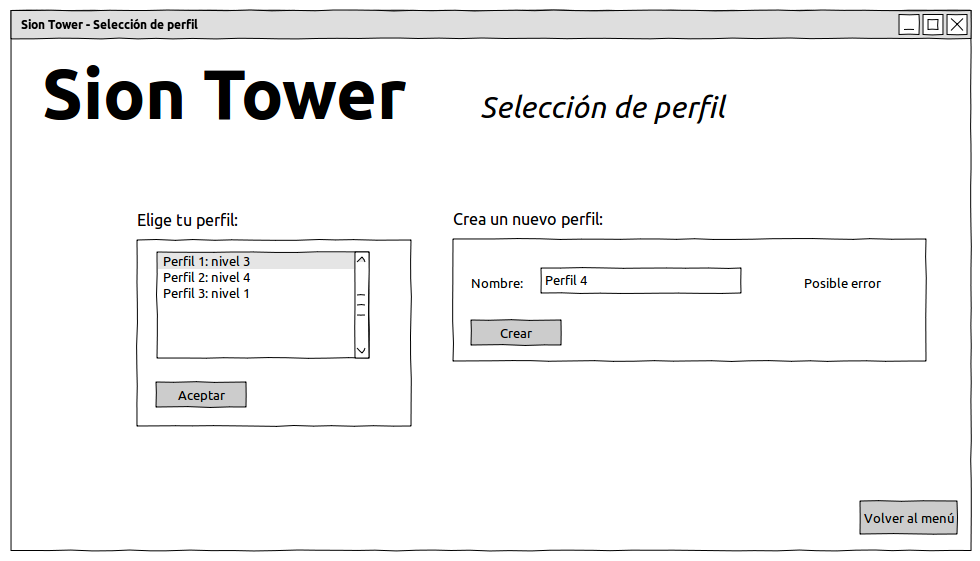 Sion Tower - Selección de perfil
Sion Tower
Selección de perfil
Elige tu perfil:
Perfil 1: nivel 3
Perfil 2: nivel 4
Perfil 3: nivel 1
Aceptar
Crea un nuevo perfil:
Nombre:
Perfil 4
Posible error
Crear
Volver al menú